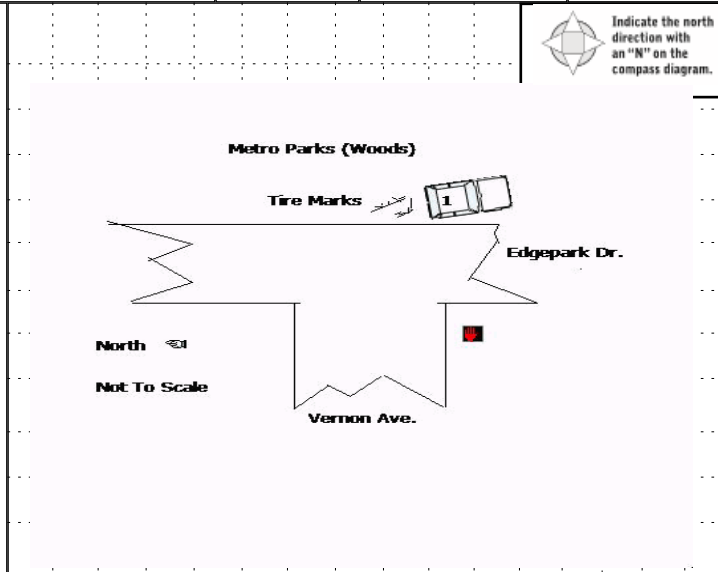 Indicate the north
direction with
an "N" on the
compass diagram.
Metro Parks (Woods)
Tire Marks
1
Edgepark Dr.
North
Not To Scale
Vernon Ave.